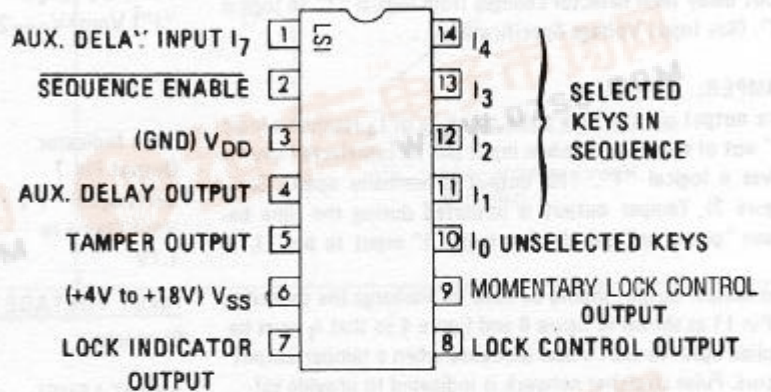 AUX. DELAY INPUT I7 1
SEQUENCE ENABLE 2
(GND) VDD 3
AUX. DELAY OUTPUT 4
TAMPER OUTPUT 5
(+4V to +18V) VSS 6
LOCK INDICATOR 7
OUTPUT
LSI
14 I4
13 I3
12 I2
11 I1
SELECTED
KEYS IN
SEQUENCE
10 I0 UNSELECTED KEYS
9 MOMENTARY LOCK CONTROL
OUTPUT
8 LOCK CONTROL OUTPUT